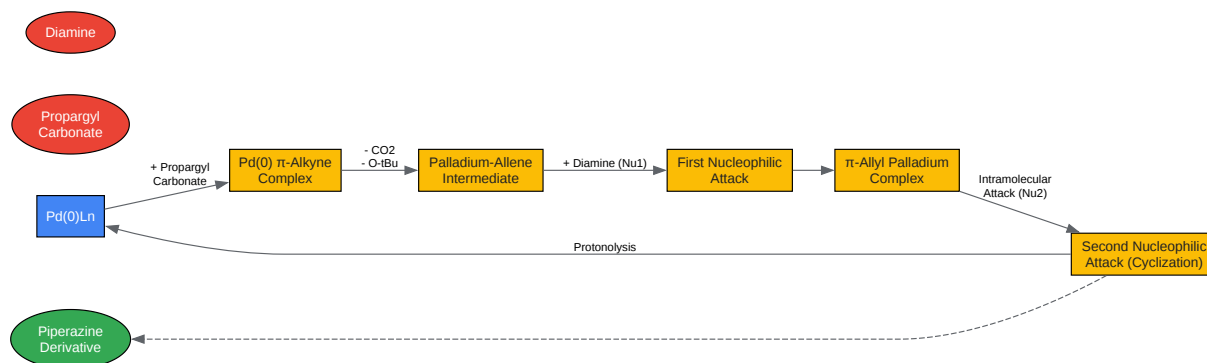 Diamine
Propargyl
Carbonate
+ Propargyl
Carbonate
Pd(0)Ln
Pd(0) π-Alkyne
Complex
- CO2
- O-tBu
Palladium-Allene
Intermediate
+ Diamine (Nu1)
First Nucleophilic
Attack
π-Allyl Palladium
Complex
Intramolecular
Attack (Nu2)
Second Nucleophilic
Attack (Cyclization)
Protonolysis
Piperazine
Derivative